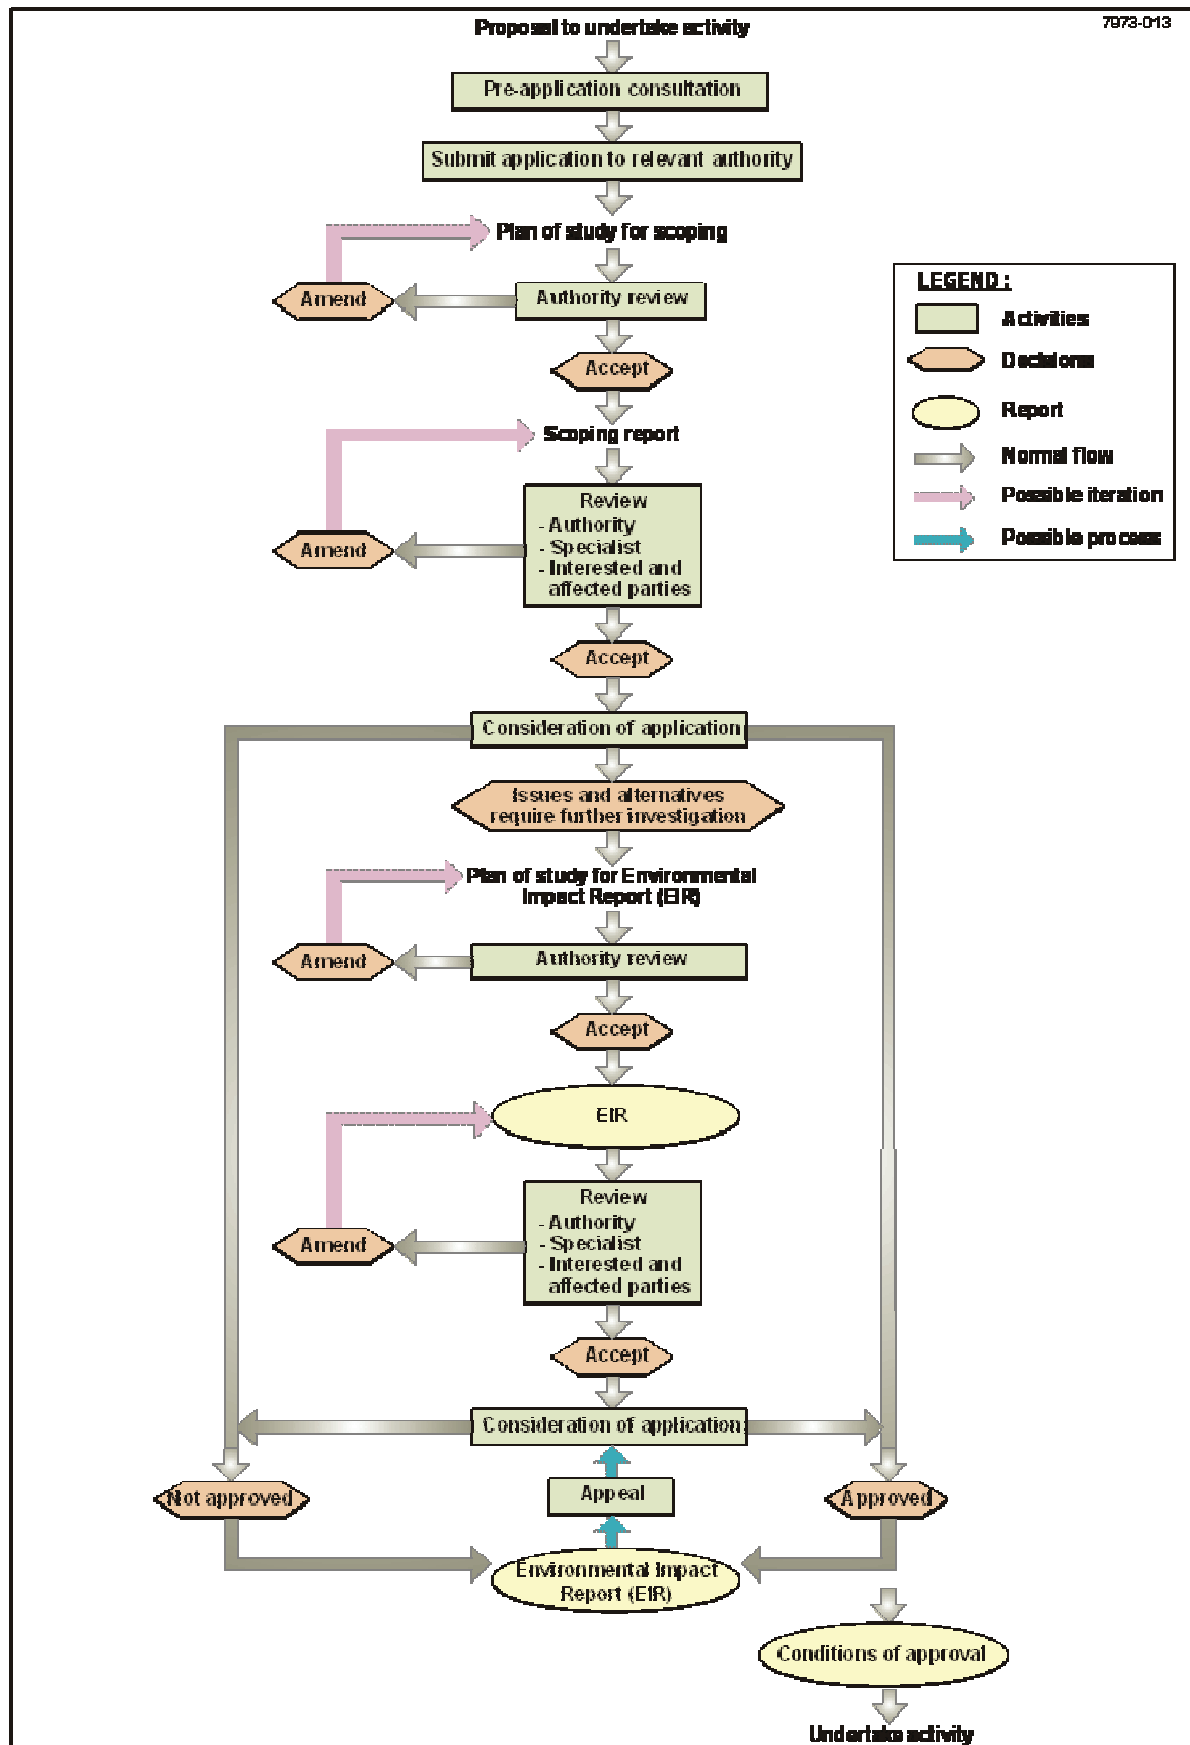 7973-013
Proposal to undertake activity
Pre-application consultation
Submit application to relevant authority
Plan of study for scoping
Amend
Authority review
Accept
Scoping report
Review
- Authority
- Specialist
- Interested and
affected parties
Amend
Accept
Consideration of application
Issues and alternatives
require further investigation
Plan of study for Environmental
Impact Report (EIR)
Amend
Authority review
Accept
EIR
Review
- Authority
- Specialist
- Interested and
affected parties
Amend
Accept
Consideration of application
Not approved
Appeal
Approved
Environmental Impact
Report (EIR)
Conditions of approval
Undertake activity
LEGEND :
Activities
Decisions
Report
Normal flow
Possible iteration
Possible process